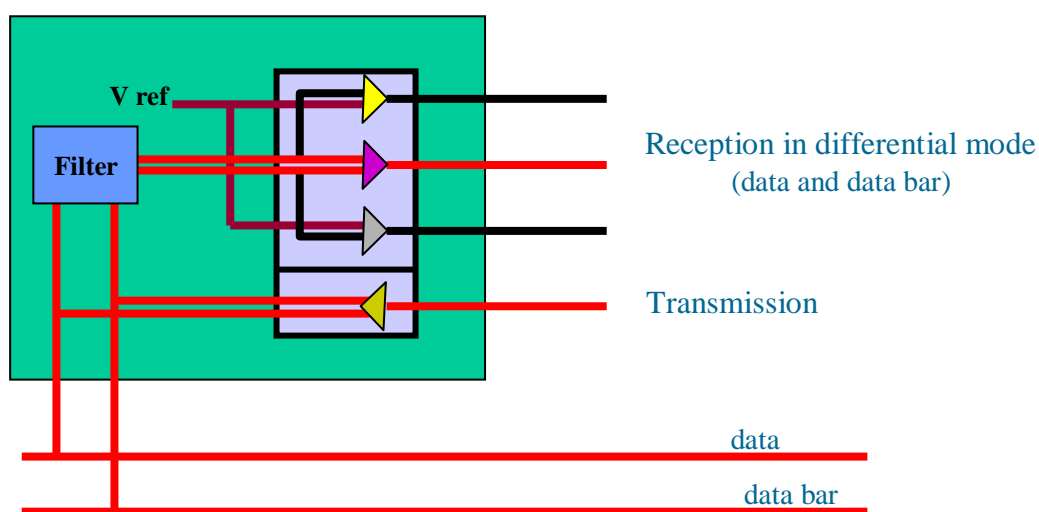 V ref
Filter
Reception in differential mode
(data and data bar)
Transmission
data
data bar